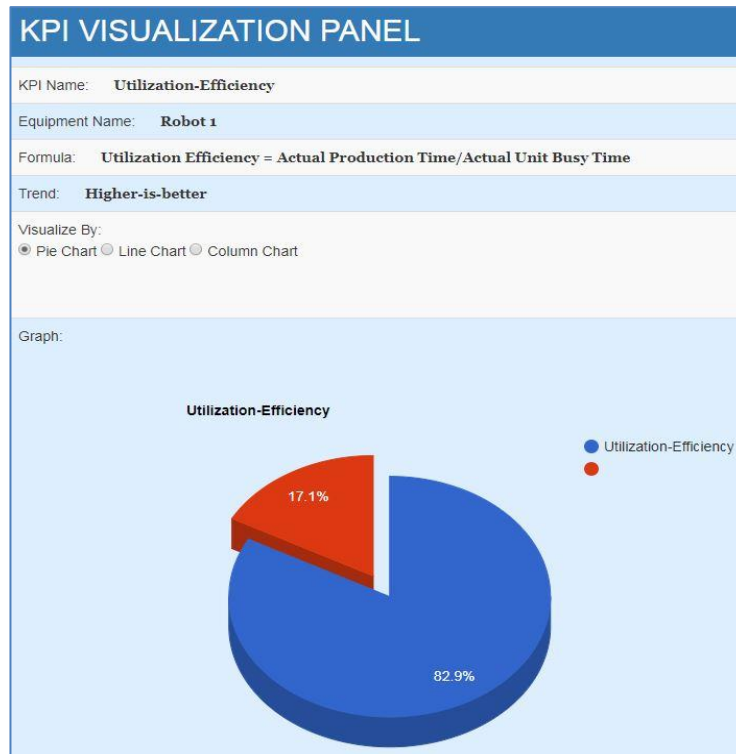 KPI VISUALIZATION PANEL
KPI Name: Utilization-Efficiency
Equipment Name: Robot 1
Formula: Utilization Efficiency = Actual Production Time/Actual Unit Busy Time
Trend: Higher-is-better
Visualize By:
Pie Chart Line Chart Column Chart
Graph:
Utilization-Efficiency
Utilization-Efficiency
17.1%
82.9%